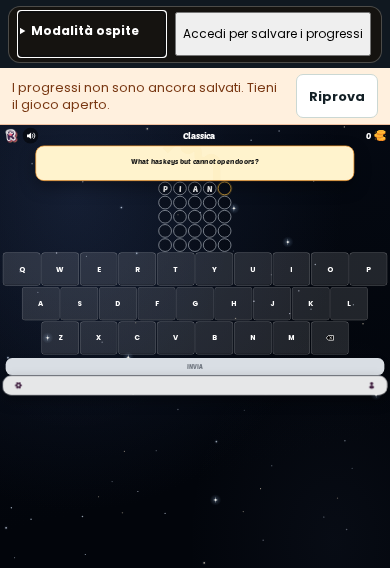 ▸ Modalità ospite
Accedi per salvare i progressi
I progressi non sono ancora salvati. Tieni
il gioco aperto.
Riprova
Classica
0
What has keys but cannot open doors?
P I A N
Q W E R T Y U I O P
A S D F G H J K L
Z X C V B N M
INVIA